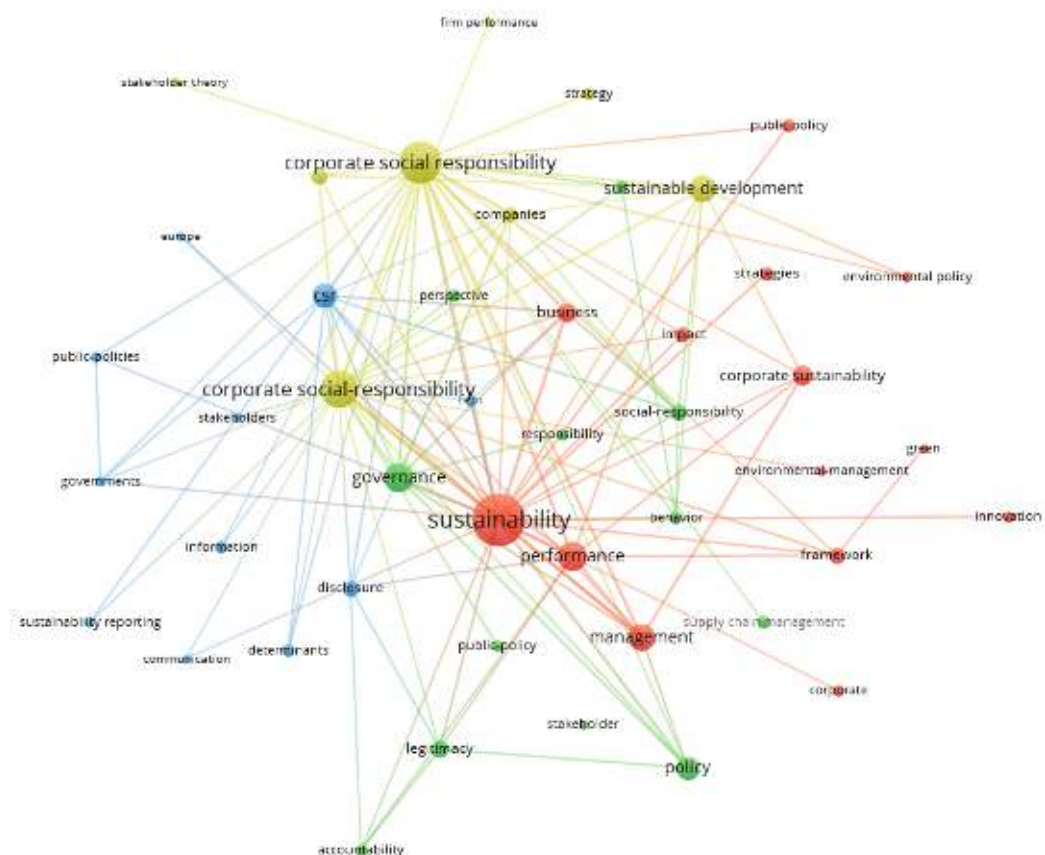 firm performance
stakeholder theory
strategy
public policy
corporate social responsibility
sustainable development
companies
europe
strategies
environmental policy
csr
perspective
business
impact
public-policies
corporate sustainability
corporate social-responsibility
stakeholders
social-responsibility
responsibility
green
governance
environmental-management
governments
sustainability
behavior
innovation
information
performance
framework
disclosure
sustainability reporting
supply chain management
management
public-policy
determinants
communication
corporate
stakeholder
legitimacy
policy
accountability